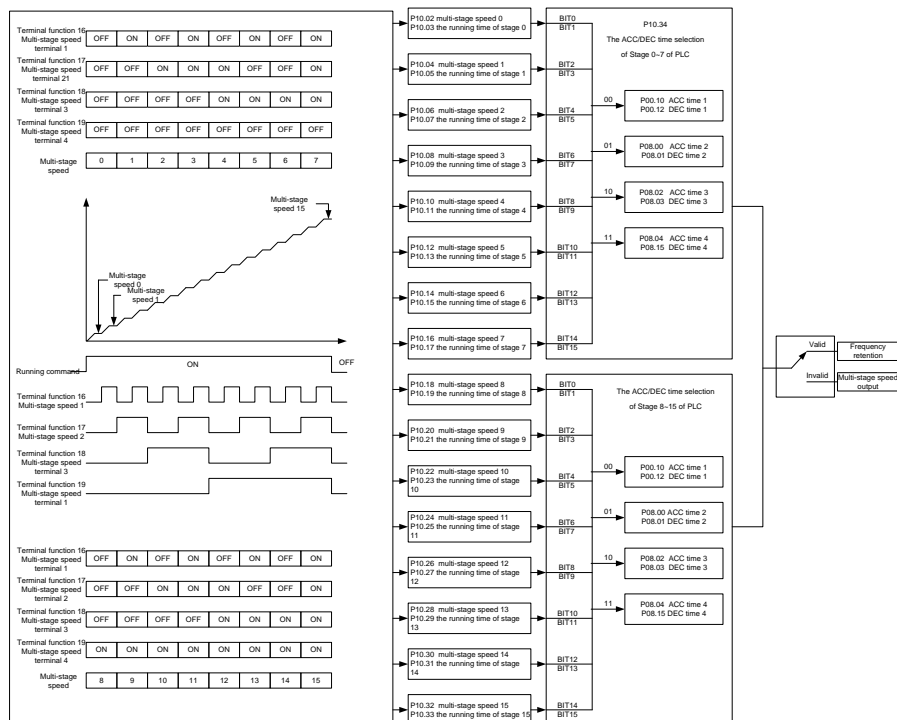 Terminal function 16
Multi-stage speed
terminal 1
OFF ON OFF ON OFF ON OFF ON
Terminal function 17
Multi-stage speed
terminal 21
OFF OFF ON ON OFF OFF ON ON
Terminal function 18
Multi-stage speed
terminal 3
OFF OFF OFF OFF ON ON ON ON
Terminal function 19
Multi-stage speed
terminal 4
OFF OFF OFF OFF OFF OFF OFF OFF
Multi-stage
speed
0 1 2 3 4 5 6 7
Multi-stage
speed 15
Multi-stage
speed 0
Multi-stage
speed 1
Running command
ON
OFF
Terminal function 16
Multi-stage speed 1
Terminal function 17
Multi-stage speed 2
Terminal function 18
Multi-stage speed
terminal 3
Terminal function 19
Multi-stage speed
terminal 1
Terminal function 16
Multi-stage speed
terminal 1
OFF ON OFF ON OFF ON OFF ON
Terminal function 17
Multi-stage speed
terminal 2
OFF OFF ON ON OFF OFF ON ON
Terminal function 18
Multi-stage speed
terminal 3
OFF OFF OFF OFF ON ON ON ON
Terminal function 19
Multi-stage speed
terminal 4
ON ON ON ON ON ON ON ON
Multi-stage
speed
8 9 10 11 12 13 14 15
P10.02 multi-stage speed 0
P10.03 the running time of stage 0
P10.04 multi-stage speed 1
P10.05 the running time of stage 1
P10.06 multi-stage speed 2
P10.07 the running time of stage 2
P10.08 multi-stage speed 3
P10.09 the running time of stage 3
P10.10 multi-stage speed 4
P10.11 the running time of stage 4
P10.12 multi-stage speed 5
P10.13 the running time of stage 5
P10.14 multi-stage speed 6
P10.15 the running time of stage 6
P10.16 multi-stage speed 7
P10.17 the running time of stage 7
P10.18 multi-stage speed 8
P10.19 the running time of stage 8
P10.20 multi-stage speed 9
P10.21 the running time of stage 9
P10.22 multi-stage speed 10
P10.23 the running time of stage
10
P10.24 multi-stage speed 11
P10.25 the running time of stage
11
P10.26 multi-stage speed 12
P10.27 the running time of stage
12
P10.28 multi-stage speed 13
P10.29 the running time of stage
13
P10.30 multi-stage speed 14
P10.31 the running time of stage
14
P10.32 multi-stage speed 15
P10.33 the running time of stage 15
BIT0
BIT1
BIT2
BIT3
BIT4
BIT5
BIT6
BIT7
BIT8
BIT9
BIT10
BIT11
BIT12
BIT13
BIT14
BIT15
P10.34
The ACC/DEC time selection
of Stage 0~7 of PLC
00
P00.10 ACC time 1
P00.12 DEC time 1
01
P08.00 ACC time 2
P08.01 DEC time 2
10
P08.02 ACC time 3
P08.03 DEC time 3
11
P08.04 ACC time 4
P08.15 DEC time 4
BIT0
BIT1
BIT2
BIT3
BIT4
BIT5
BIT6
BIT7
BIT8
BIT9
BIT10
BIT11
BIT12
BIT13
BIT14
BIT15
The ACC/DEC time selection
of Stage 8~15 of PLC
00
P00.10 ACC time 1
P00.12 DEC time 1
01
P08.00 ACC time 2
P08.01 DEC time 2
10
P08.02 ACC time 3
P08.03 DEC time 3
11
P08.04 ACC time 4
P08.15 DEC time 4
Valid
Frequency
retention
Invalid
Multi-stage speed
output